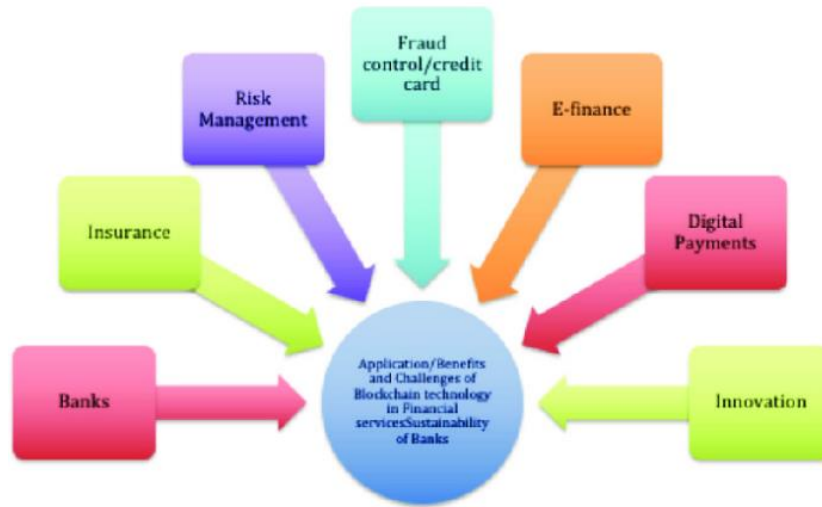 Fraud
control/credit
card
Risk
Management
E-finance
Insurance
Digital
Payments
Banks
Application/Benefits
and Challenges of
Blockchain technology
in Financial
servicesSustainability
of Banks
Innovation